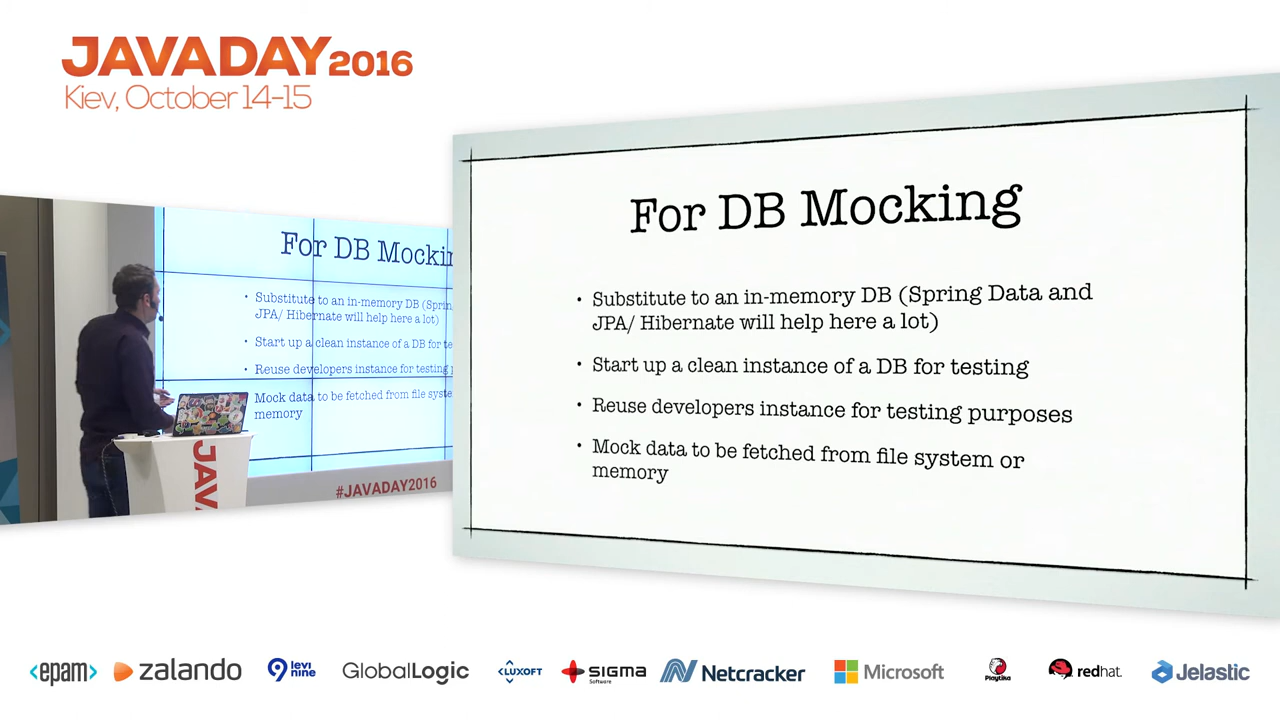 JAVADAY2016
Kiev, October 14-15
For DB Mockin
• Substitute to an in-memory DB (Spring
JPA/ Hibernate will help here a lot)
• Start up a clean instance of a DB for te
• Reuse developers instance for testing p
Mock data to be fetched from file syste
memory
JAV
#JAVADAY2016
For DB Mocking
• Substitute to an in-memory DB (Spring Data and
JPA/ Hibernate will help here a lot)
• Start up a clean instance of a DB for testing
• Reuse developers instance for testing purposes
• Mock data to be fetched from file system or
memory
<epam> zalando 9 levi nine GlobalLogic <LUXOFT SIGMA Software Netcracker Microsoft Playtika redhat. Jelastic